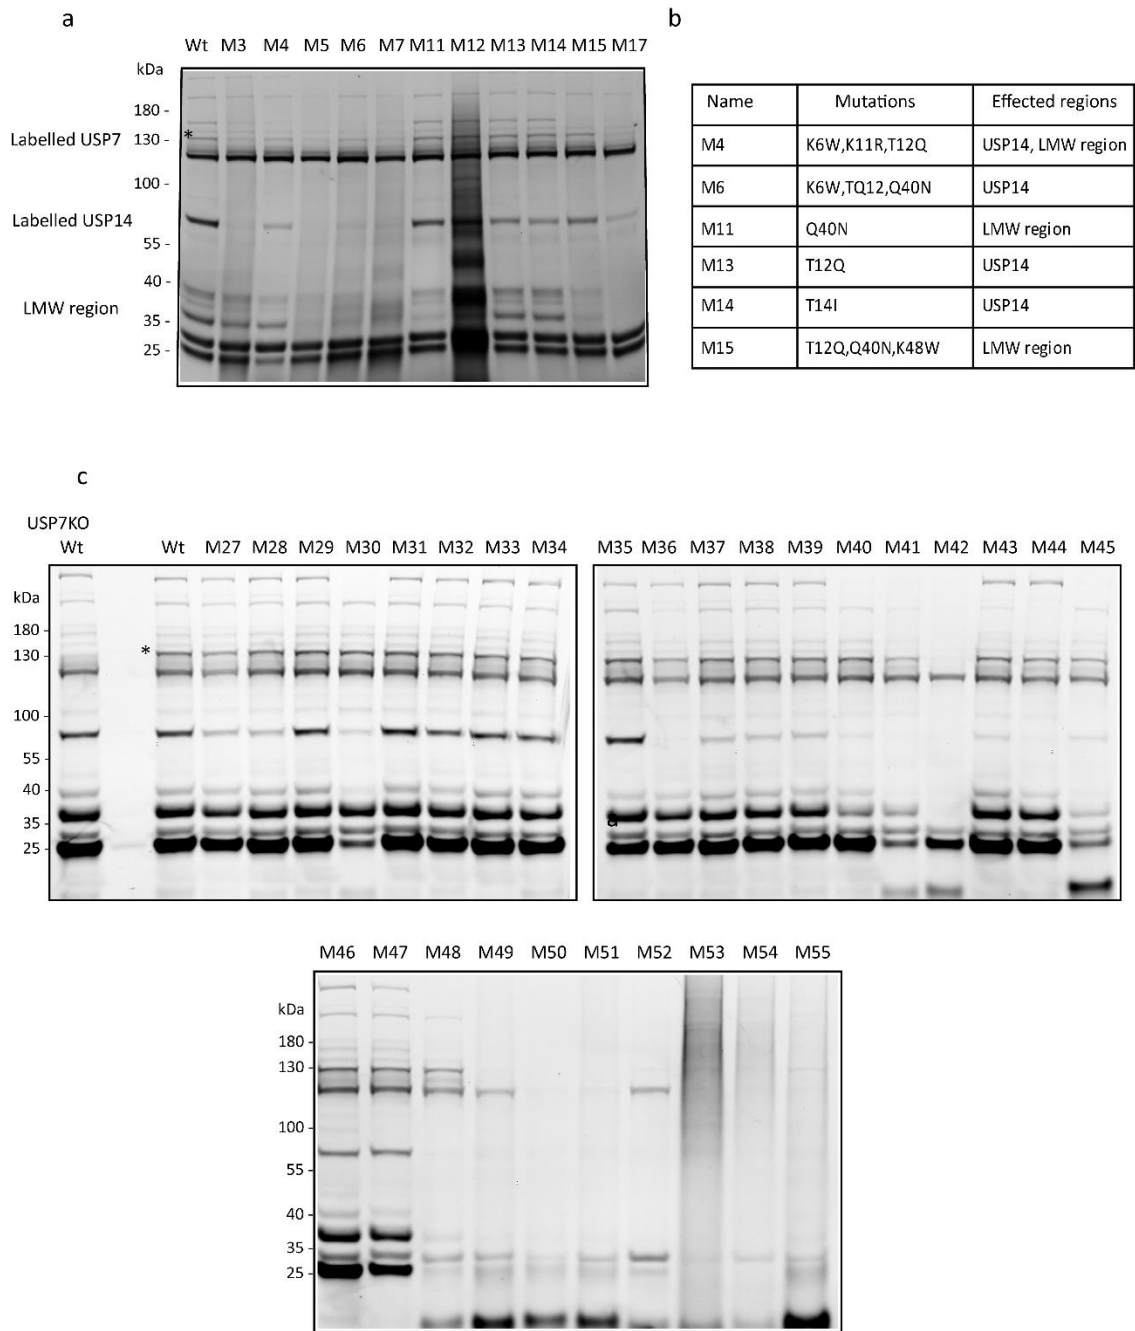 a
Wt M3 M4 M5 M6 M7 M11 M12 M13 M14 M15 M17
kDa
180 -
*
Labelled USP7
130 -
100 -
Labelled USP14
55 -
40 -
LMW region
35 -
25 -
b
Name Mutations Effected regions
M4 K6W,K11R,T12Q USP14, LMW region
M6 K6W,TQ12,Q40N USP14
M11 Q40N LMW region
M13 T12Q USP14
M14 T14I USP14
M15 T12Q,Q40N,K48W LMW region
c
USP7KO
Wt Wt M27 M28 M29 M30 M31 M32 M33 M34
kDa
180 -
*
130 -
100 -
55 -
40 -
35 -
25 -
M35 M36 M37 M38 M39 M40 M41 M42 M43 M44 M45
d
M46 M47 M48 M49 M50 M51 M52 M53 M54 M55
kDa
180 -
130 -
100 -
55 -
40 -
35 -
25 -